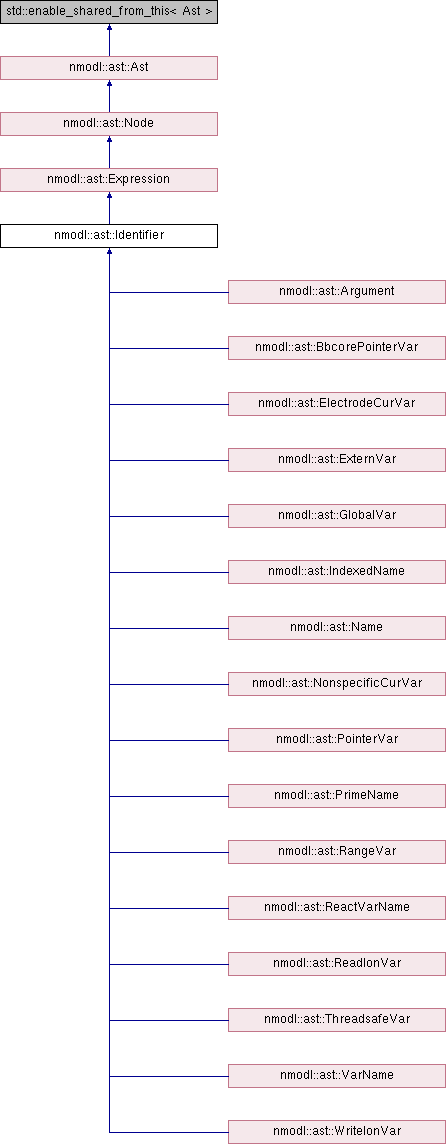 std::enable_shared_from_this< Ast >
nmodl::ast::Ast
nmodl::ast::Node
nmodl::ast::Expression
nmodl::ast::Identifier
nmodl::ast::Argument
nmodl::ast::BbcorePointerVar
nmodl::ast::ElectrodeCurVar
nmodl::ast::ExternVar
nmodl::ast::GlobalVar
nmodl::ast::IndexedName
nmodl::ast::Name
nmodl::ast::NonspecificCurVar
nmodl::ast::PointerVar
nmodl::ast::PrimeName
nmodl::ast::RangeVar
nmodl::ast::ReactVarName
nmodl::ast::ReadIonVar
nmodl::ast::ThreadsafeVar
nmodl::ast::VarName
nmodl::ast::WriteIonVar